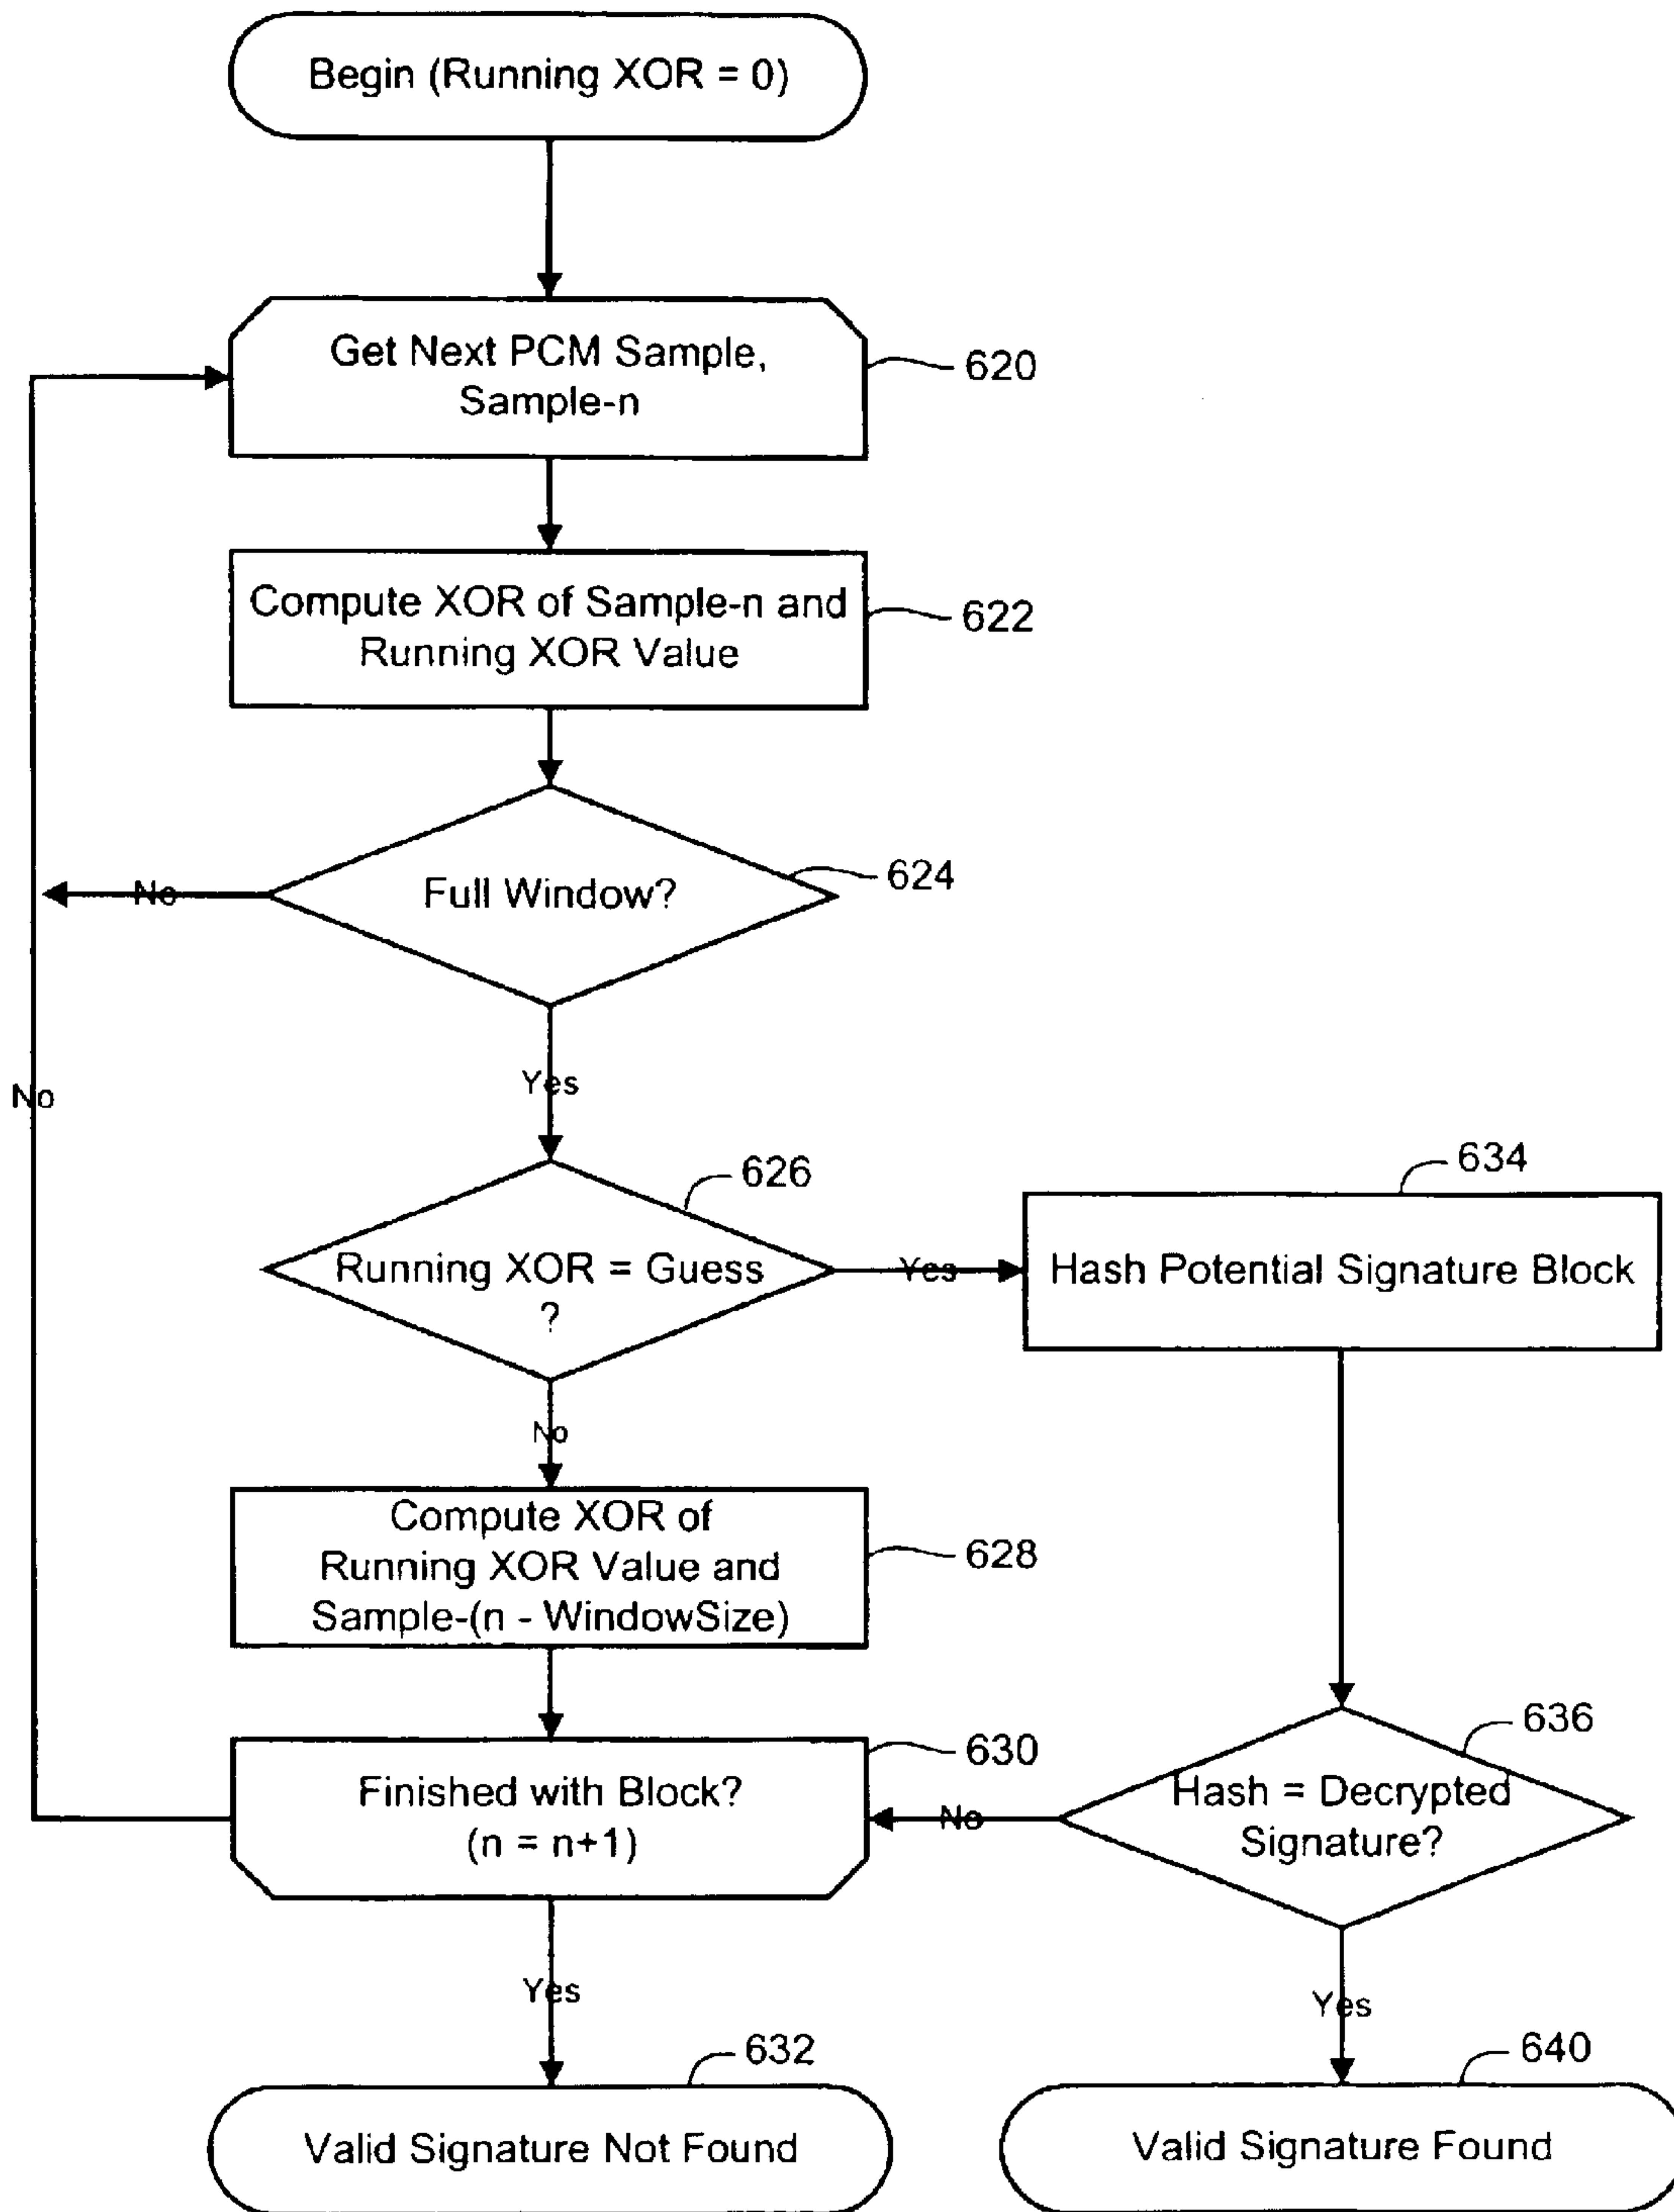 Begin (Running XOR = 0)
Get Next PCM Sample,
Sample-n
620
Compute XOR of Sample-n and
Running XOR Value
622
Full Window?
624
No
Yes
No
Running XOR = Guess
?
626
Yes
Hash Potential Signature Block
634
No
Compute XOR of
Running XOR Value and
Sample-(n - WindowSize)
628
Finished with Block?
(n = n+1)
630
No
Hash = Decrypted
Signature?
636
Yes
Yes
Valid Signature Not Found
632
Valid Signature Found
640